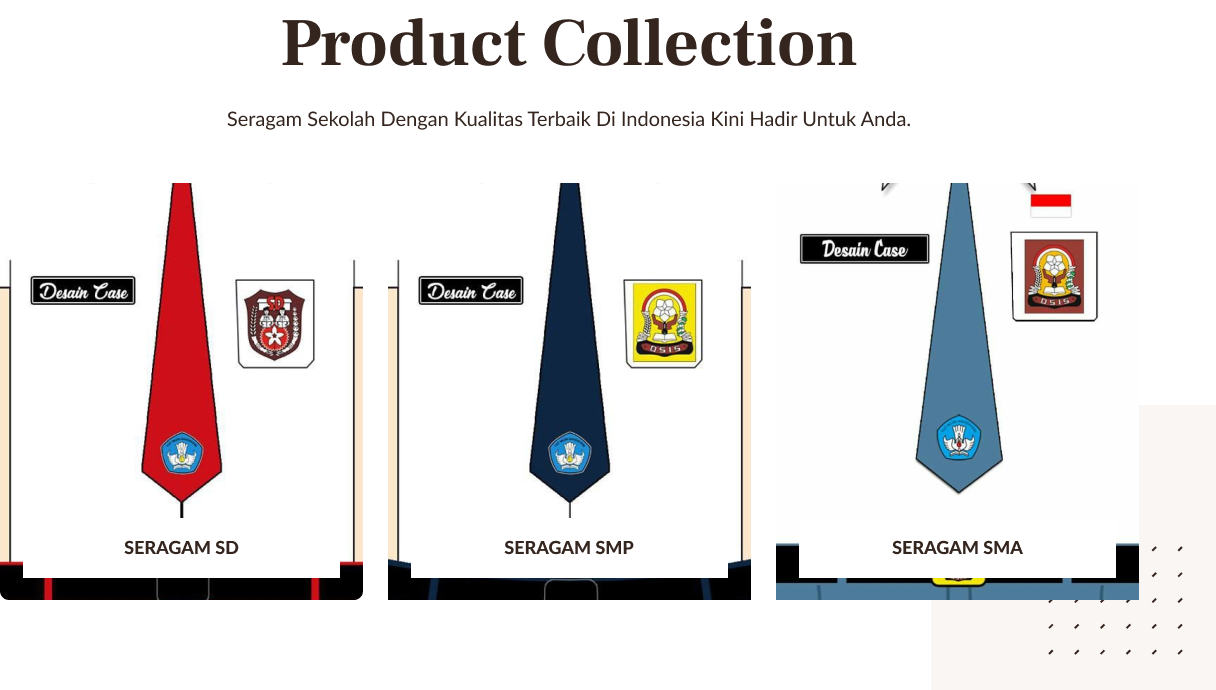 Product Collection
Seragam Sekolah Dengan Kualitas Terbaik Di Indonesia Kini Hadir Untuk Anda.
Desain Case
SD
SERAGAM SD
Desain Case
OSIS
SERAGAM SMP
Desain Case
OSIS
SERAGAM SMA